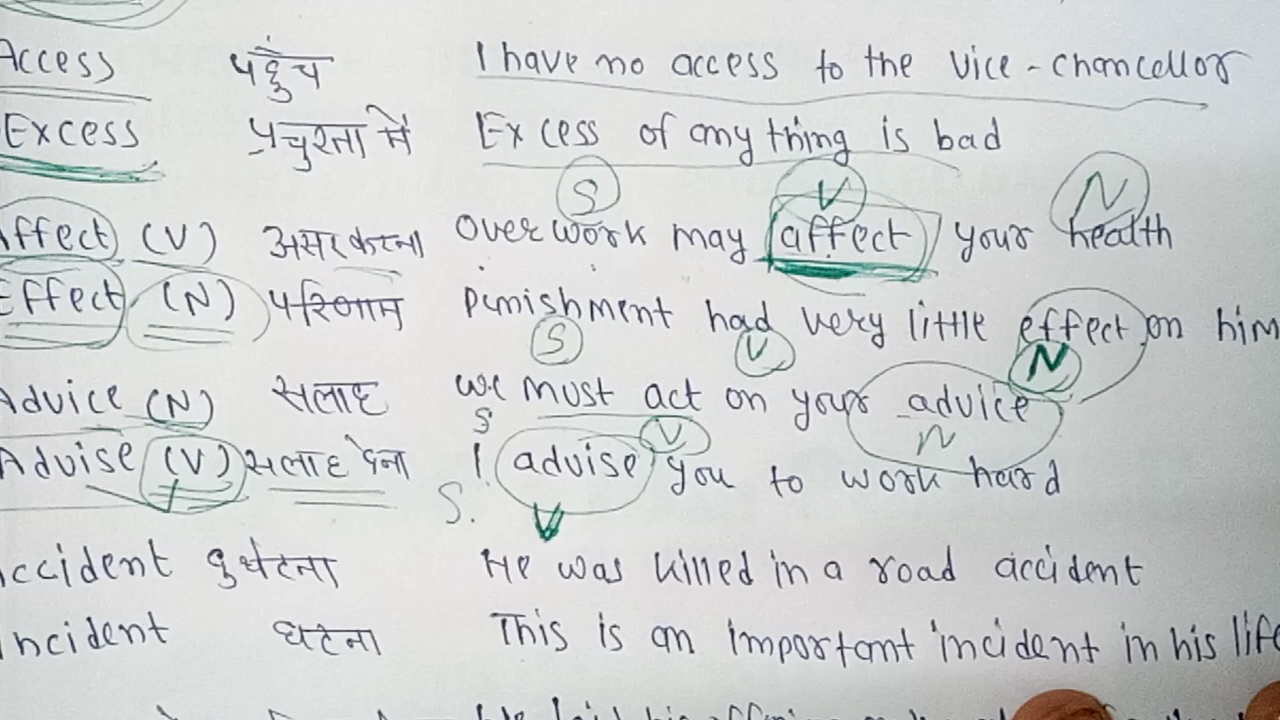 Access पहुँच I have no access to the vice-chancellor
Excess प्रचुरता में Excess of anything is bad
S V N
Affect (V) असर करना Over work may affect your health
Effect (N) परिणाम Punishment had very little effect on him
S V N
Advice (N) सलाह We must act on your advice
S V N
Advise (V) सलाह देना I advise you to work hard
S. V
Accident दुर्घटना He was killed in a road accident
Incident घटना This is an important incident in his life